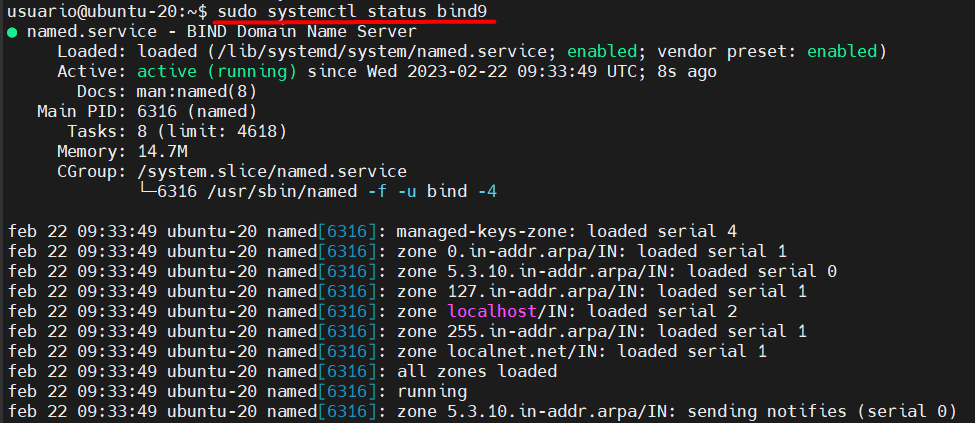 usuario@ubuntu-20:~$ sudo systemctl status bind9
● named.service - BIND Domain Name Server
Loaded: loaded (/lib/systemd/system/named.service; enabled; vendor preset: enabled)
Active: active (running) since Wed 2023-02-22 09:33:49 UTC; 8s ago
Docs: man:named(8)
Main PID: 6316 (named)
Tasks: 8 (limit: 4618)
Memory: 14.7M
CGroup: /system.slice/named.service
└─6316 /usr/sbin/named -f -u bind -4
feb 22 09:33:49 ubuntu-20 named[6316]: managed-keys-zone: loaded serial 4
feb 22 09:33:49 ubuntu-20 named[6316]: zone 0.in-addr.arpa/IN: loaded serial 1
feb 22 09:33:49 ubuntu-20 named[6316]: zone 5.3.10.in-addr.arpa/IN: loaded serial 0
feb 22 09:33:49 ubuntu-20 named[6316]: zone 127.in-addr.arpa/IN: loaded serial 1
feb 22 09:33:49 ubuntu-20 named[6316]: zone localhost/IN: loaded serial 2
feb 22 09:33:49 ubuntu-20 named[6316]: zone 255.in-addr.arpa/IN: loaded serial 1
feb 22 09:33:49 ubuntu-20 named[6316]: zone localnet.net/IN: loaded serial 1
feb 22 09:33:49 ubuntu-20 named[6316]: all zones loaded
feb 22 09:33:49 ubuntu-20 named[6316]: running
feb 22 09:33:49 ubuntu-20 named[6316]: zone 5.3.10.in-addr.arpa/IN: sending notifies (serial 0)